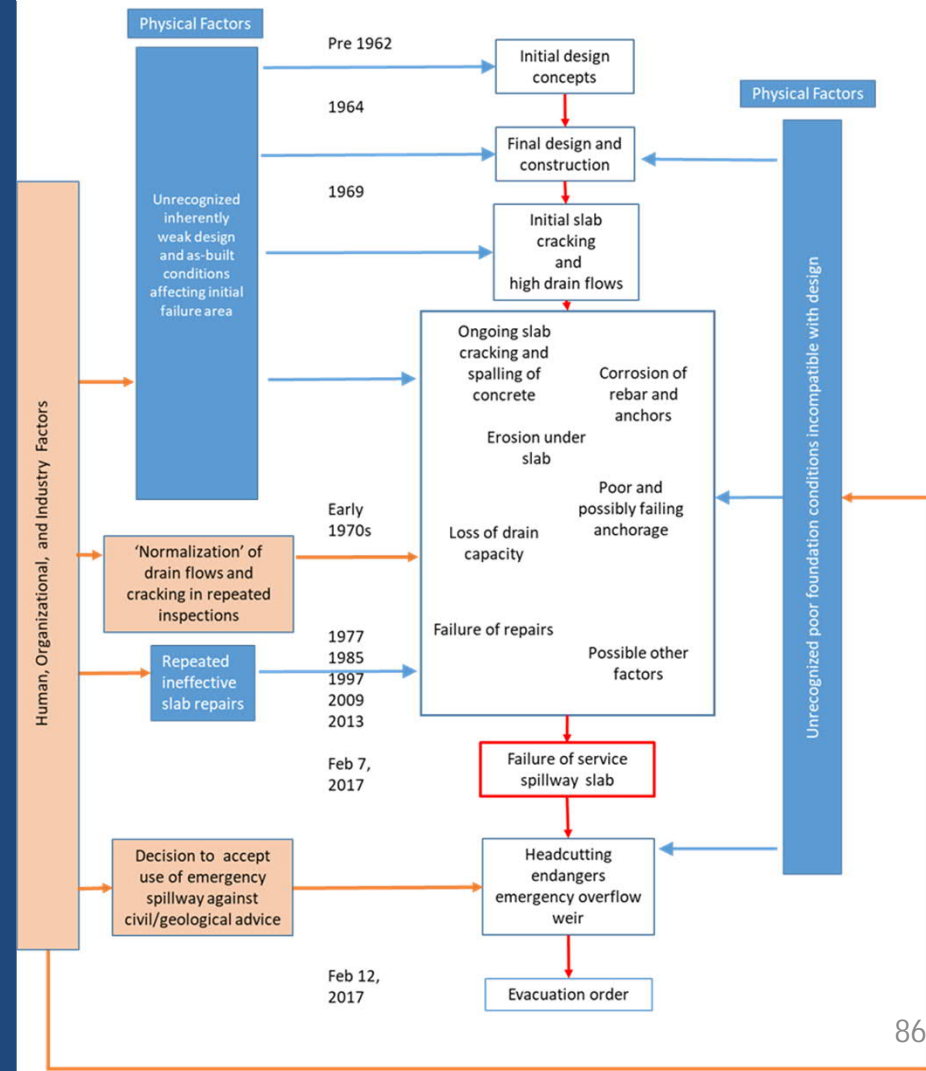 Physical Factors
Pre 1962
Initial design
concepts
Physical Factors
1964
Final design and
construction
1969
Unrecognized
inherently
weak design
and as-built
conditions
affecting initial
failure area
Initial slab
cracking
and
high drain flows
Human, Organizational, and Industry Factors
Unrecognized poor foundation conditions incompatible with design
Ongoing slab
cracking and
spalling of
concrete
Corrosion of
rebar and
anchors
Erosion under
slab
Poor and
possibly failing
anchorage
Loss of drain
capacity
Early
1970s
'Normalization' of
drain flows and
cracking in repeated
inspections
Failure of repairs
Possible other
factors
Repeated
ineffective
slab repairs
1977
1985
1997
2009
2013
Feb 7,
2017
Failure of service
spillway slab
Decision to accept
use of emergency
spillway against
civil/geological advice
Headcutting
endangers
emergency overflow
weir
Feb 12,
2017
Evacuation order
86